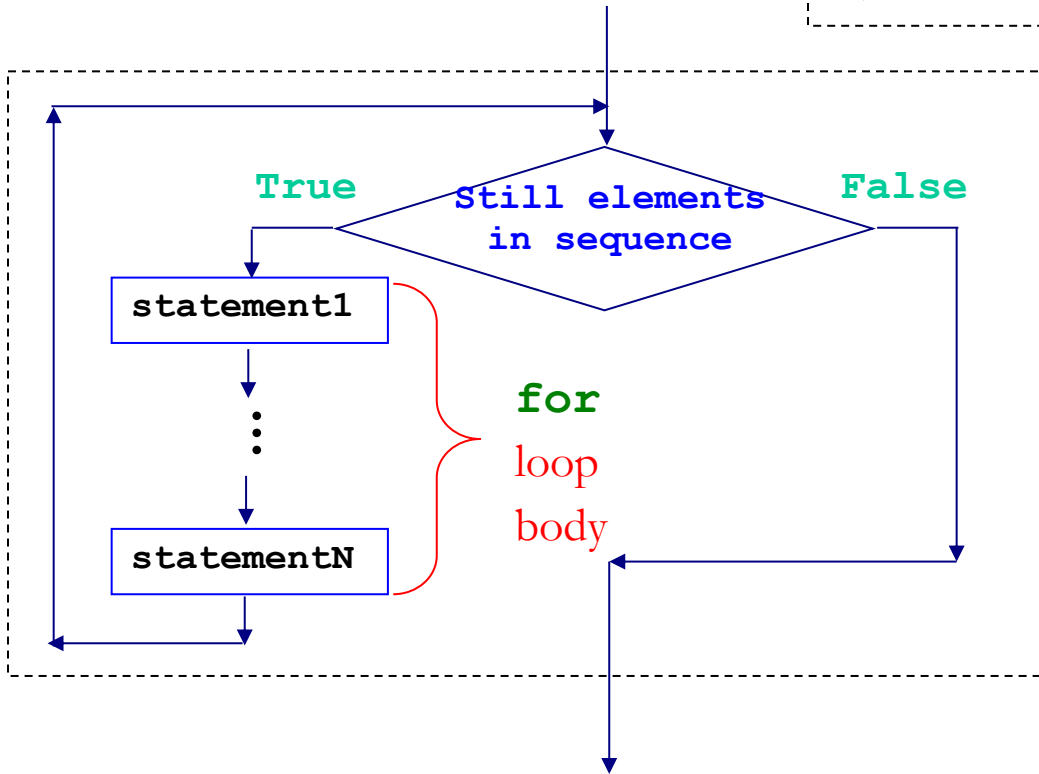 True
Still elements
in sequence
False
statement1
for
loop
body
statementN